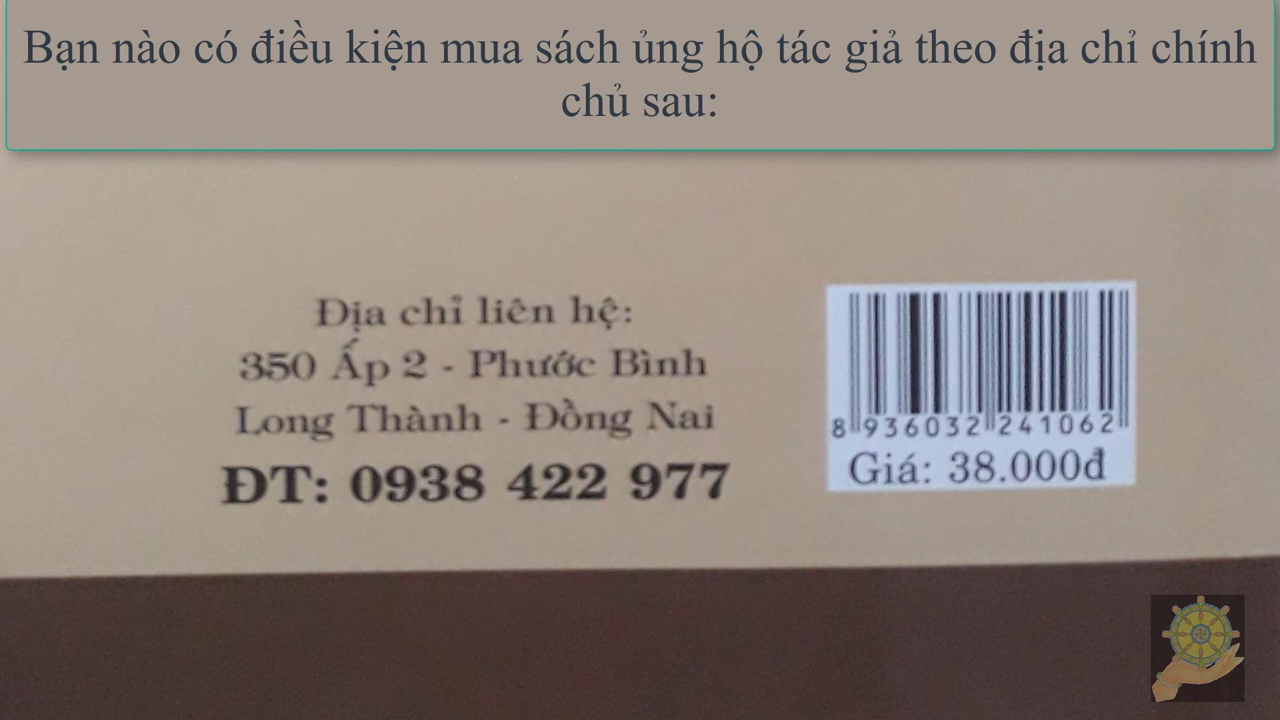 Bạn nào có điều kiện mua sách ủng hộ tác giả theo địa chỉ chính
chủ sau:
Địa chỉ liên hệ:
350 Ấp 2 - Phước Bình
Long Thành - Đồng Nai
ĐT: 0938 422 977
8 936032 241062
Giá: 38.000đ